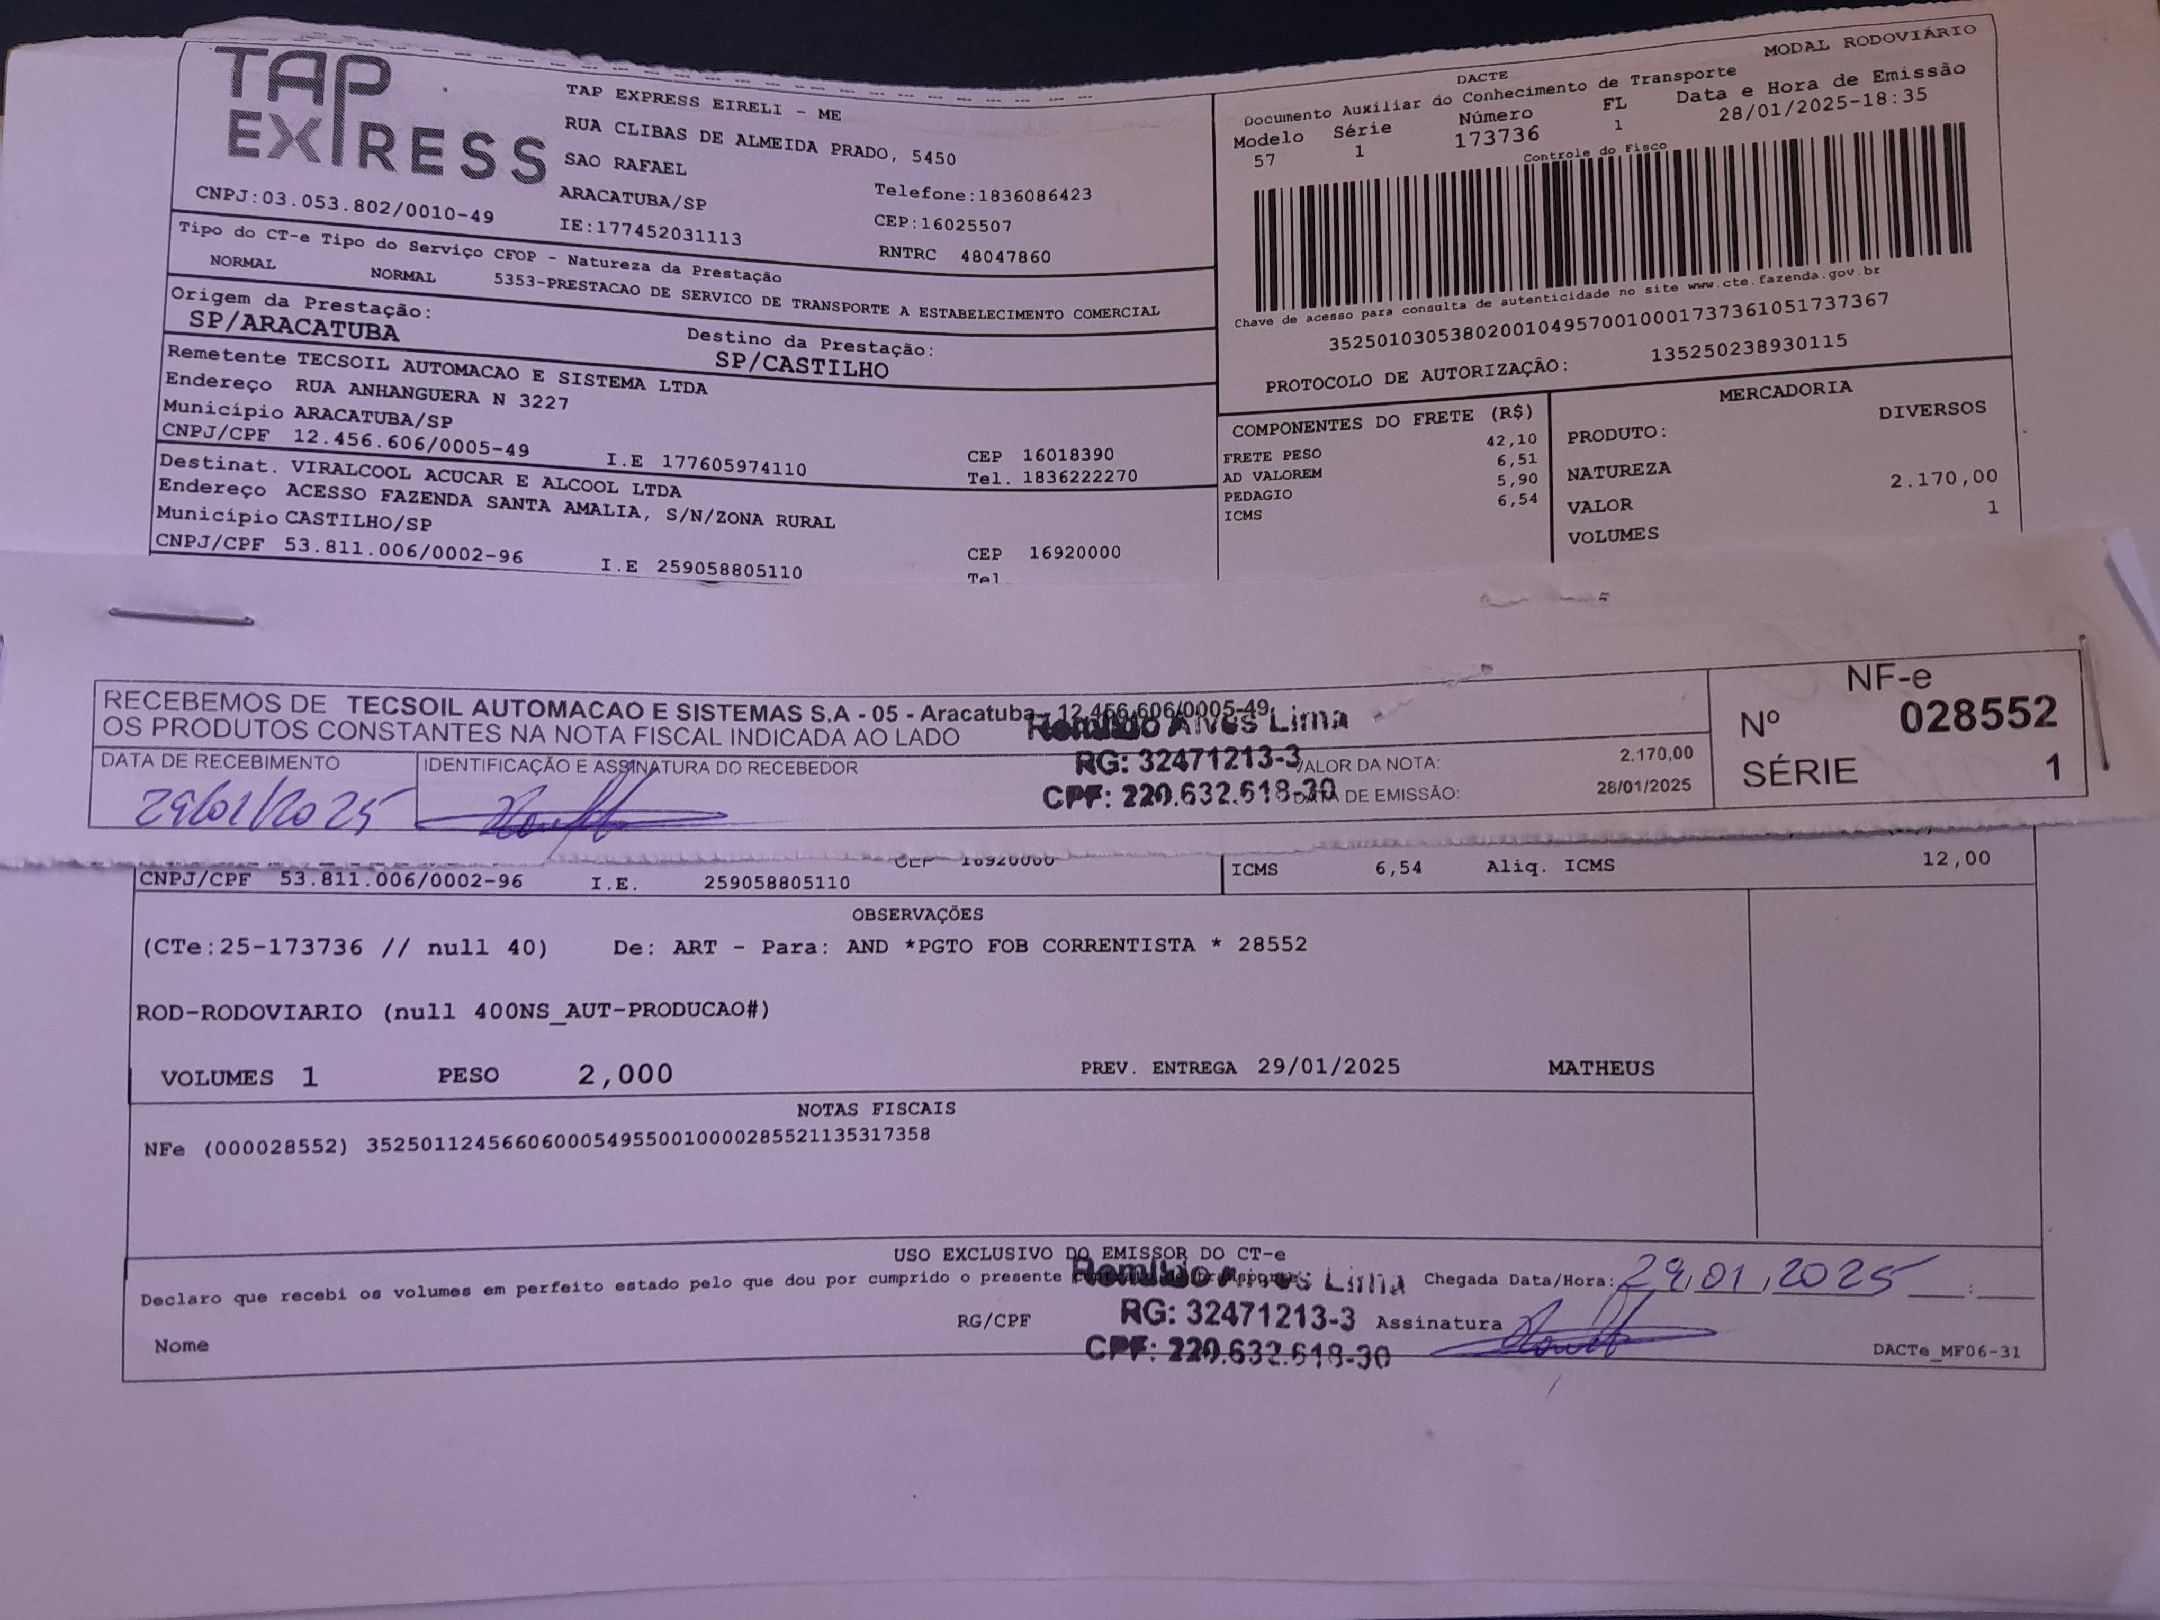 TAP
EXPRESS
TAP EXPRESS EIRELI - ME
RUA CLIBAS DE ALMEIDA PRADO, 5450
SAO RAFAEL
ARACATUBA/SP
Telefone:1836086423
CNPJ:03.053.802/0010-49
IE:177452031113
CEP:16025507
RNTRC 48047860
Tipo do CT-e Tipo do Serviço CFOP - Natureza da Prestação
NORMAL NORMAL 5353-PRESTACAO DE SERVICO DE TRANSPORTE A ESTABELECIMENTO COMERCIAL
Origem da Prestação:
SP/ARACATUBA
Destino da Prestação:
SP/CASTILHO
Remetente TECSOIL AUTOMACAO E SISTEMA LTDA
Endereço RUA ANHANGUERA N 3227
Município ARACATUBA/SP
CNPJ/CPF 12.456.606/0005-49 I.E 177605974110
CEP 16018390
Tel. 1836222270
Destinat. VIRALCOOL ACUCAR E ALCOOL LTDA
Endereço ACESSO FAZENDA SANTA AMALIA, S/N/ZONA RURAL
Município CASTILHO/SP
CNPJ/CPF 53.811.006/0002-96 I.E 259058805110
CEP 16920000
Tel
MODAL RODOVIÁRIO
DACTE
Documento Auxiliar do Conhecimento de Transporte
Modelo Série Número FL Data e Hora de Emissão
57 1 173736 1 28/01/2025-18:35
Controle do Fisco
Chave de acesso para consulta de autenticidade no site www.cte.fazenda.gov.br
35250103053802001049570010001737361051737367
PROTOCOLO DE AUTORIZAÇÃO: 135250238930115
COMPONENTES DO FRETE (R$)
FRETE PESO 42,10
AD VALOREM 6,51
PEDAGIO 5,90
ICMS 6,54
MERCADORIA
PRODUTO: DIVERSOS
NATUREZA
VALOR 2.170,00
VOLUMES 1
RECEBEMOS DE TECSOIL AUTOMACAO E SISTEMAS S.A - 05 - Aracatuba - 12.456.606/0005-49
OS PRODUTOS CONSTANTES NA NOTA FISCAL INDICADA AO LADO
DATA DE RECEBIMENTO
29/01/2025
IDENTIFICAÇÃO E ASSINATURA DO RECEBEDOR
Alves Lima
RG: 32471213-3
CPF: 220.632.618-30
VALOR DA NOTA: 2.170,00
DATA DE EMISSÃO: 28/01/2025
NF-e
Nº 028552
SÉRIE 1
CEP 16920000
CNPJ/CPF 53.811.006/0002-96 I.E. 259058805110
ICMS 6,54 Aliq. ICMS 12,00
OBSERVAÇÕES
(CTe:25-173736 // null 40) De: ART - Para: AND *PGTO FOB CORRENTISTA * 28552
ROD-RODOVIARIO (null 400NS_AUT-PRODUCAO#)
VOLUMES 1 PESO 2,000 PREV. ENTREGA 29/01/2025 MATHEUS
NOTAS FISCAIS
NFe (000028552) 35250112456606000549550010000285521135317358
USO EXCLUSIVO DO EMISSOR DO CT-e
Declaro que recebi os volumes em perfeito estado pelo que dou por cumprido o presente
Alves Lima
RG: 32471213-3
CPF: 220.632.618-30
Chegada Data/Hora: 29/01/2025
Nome
RG/CPF
Assinatura
DACTe_MF06-31